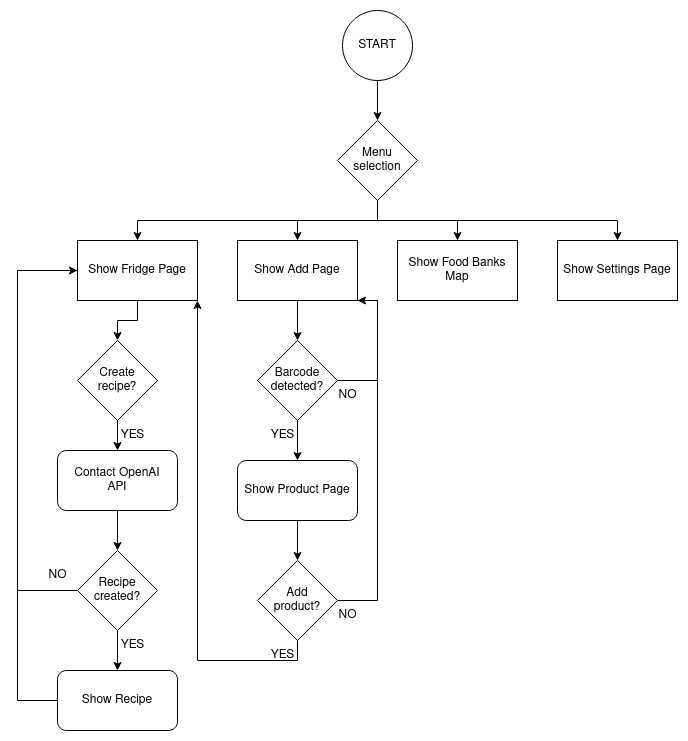 START
Menu
selection
Show Fridge Page
Show Add Page
Show Food Banks
Map
Show Settings Page
Create
recipe?
Barcode
detected?
NO
YES
YES
Contact OpenAI
API
Show Product Page
NO
Recipe
created?
Add
product?
NO
YES
YES
Show Recipe